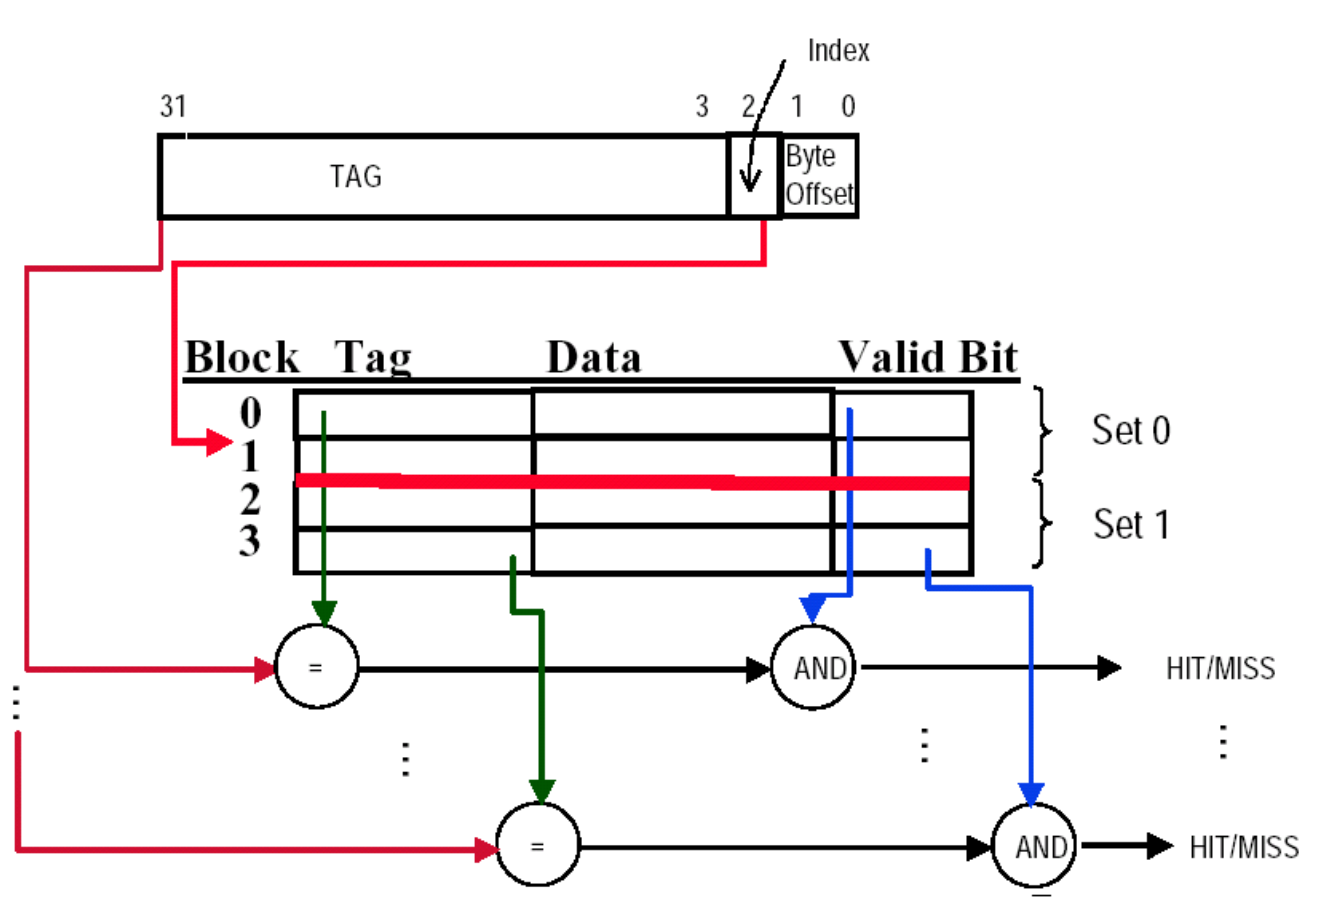 Index
31 3 2 1 0
TAG
Byte
Offset
Block Tag Data Valid Bit
0
1
2
3
Set 0
Set 1
= AND HIT/MISS
= AND HIT/MISS